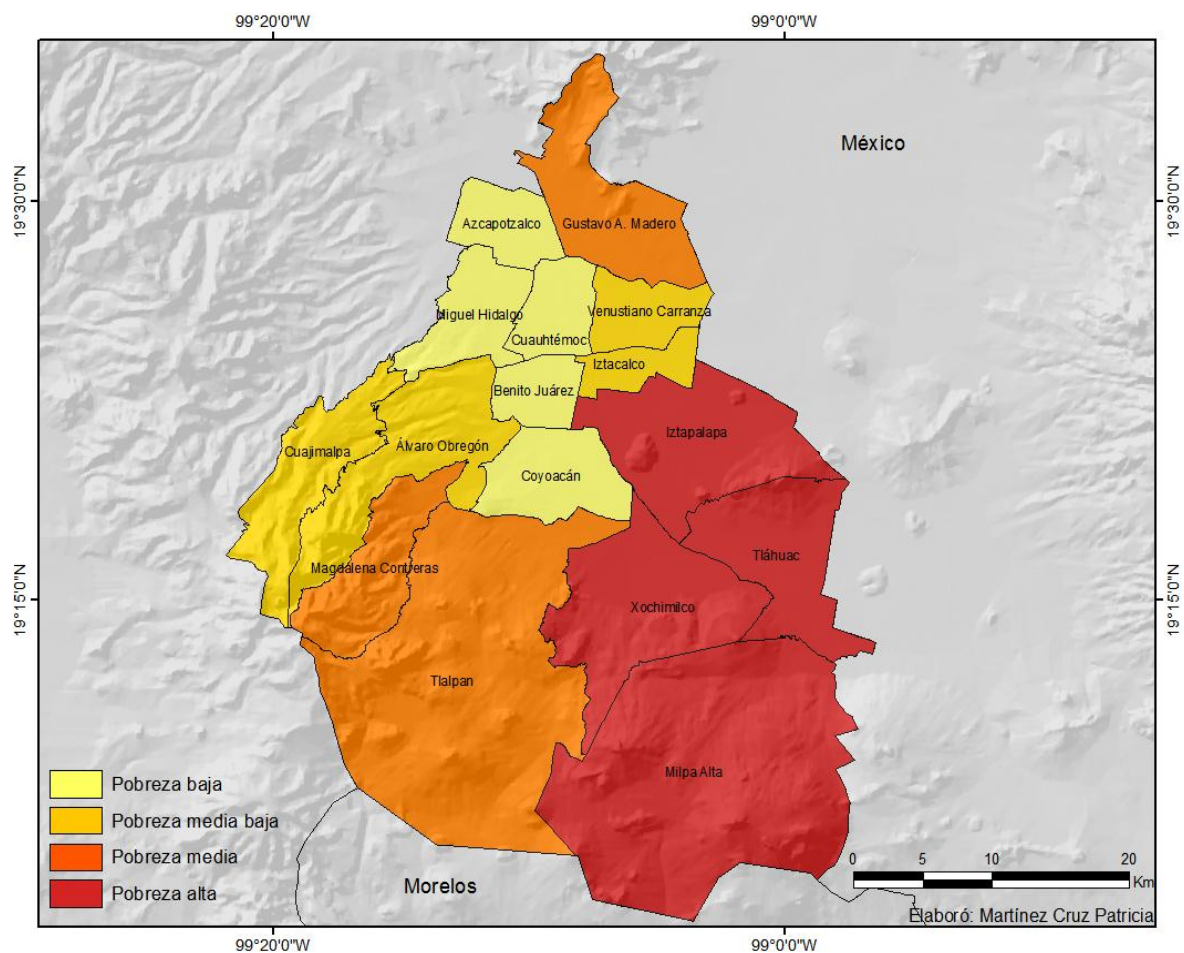 99°20'0"W
99°0'0"W
México
19°30'0"N
19°30'0"N
Azcapotzalco
Gustavo A. Madero
Miguel Hidalgo
Venustiano Carranza
Cuauhtémoc
Iztacalco
Benito Juárez
Iztapalapa
Álvaro Obregón
Cuajimalpa
Coyoacán
Tláhuac
Magdálena Contreras
19°15'0"N
19°15'0"N
Xochimilco
Tlalpan
Milpa Alta
Pobreza baja
Pobreza media baja
Pobreza media
Pobreza alta
Morelos
0 5 10 20
Km
Elaboró: Martínez Cruz Patricia
99°20'0"W
99°0'0"W